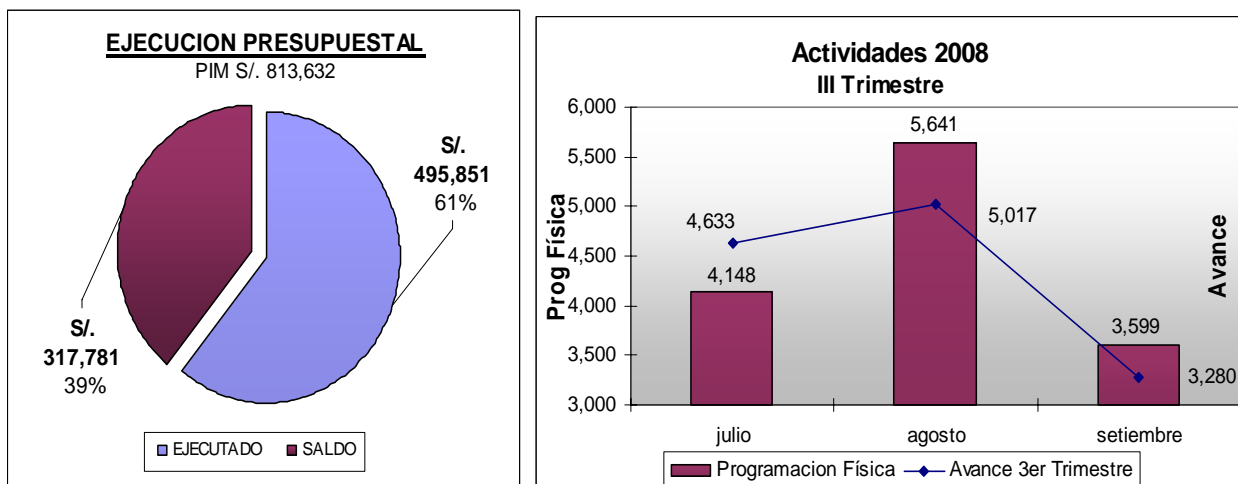 EJECUCION PRESUPUESTAL
PIM S/. 813,632
S/.
495,851
61%
S/.
317,781
39%
EJECUTADO SALDO
Actividades 2008
III Trimestre
Prog Física
6,000
5,500
5,000
4,500
4,000
3,500
3,000
5,641
4,633
5,017
4,148
3,599
3,280
Avance
julio agosto setiembre
Programacion Física Avance 3er Trimestre